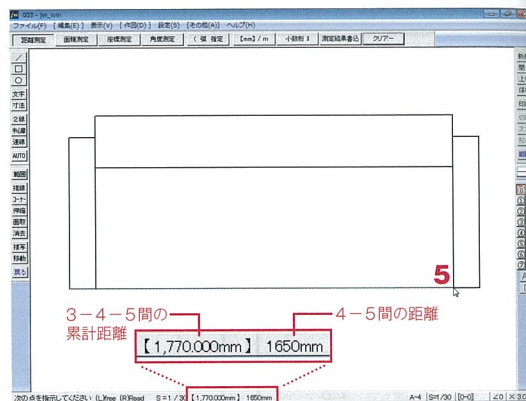 003 - jw_win
ファイル(F) [編集(E)] 表示(V) [作図(D)] 設定(S) [その他(A)] ヘルプ(H)
距離測定 面積測定 座標測定 角度測定 ( 弧 指定 【mm】/ m 小数桁 3 測定結果書込 クリアー
／
□
○
文字
寸法
2線
中心線
連線
AUTO
範囲
複線
コーナー
伸縮
面取
消去
複写
移動
戻る
5
3－4－5間の
累計距離
4－5間の距離
【 1,770.000mm 】 1650mm
次の点を指示してください (L)free (R)Read S = 1 / 30 【 1,770.000mm 】 1650mm A-4 S=1/30 [0-0] ∠0